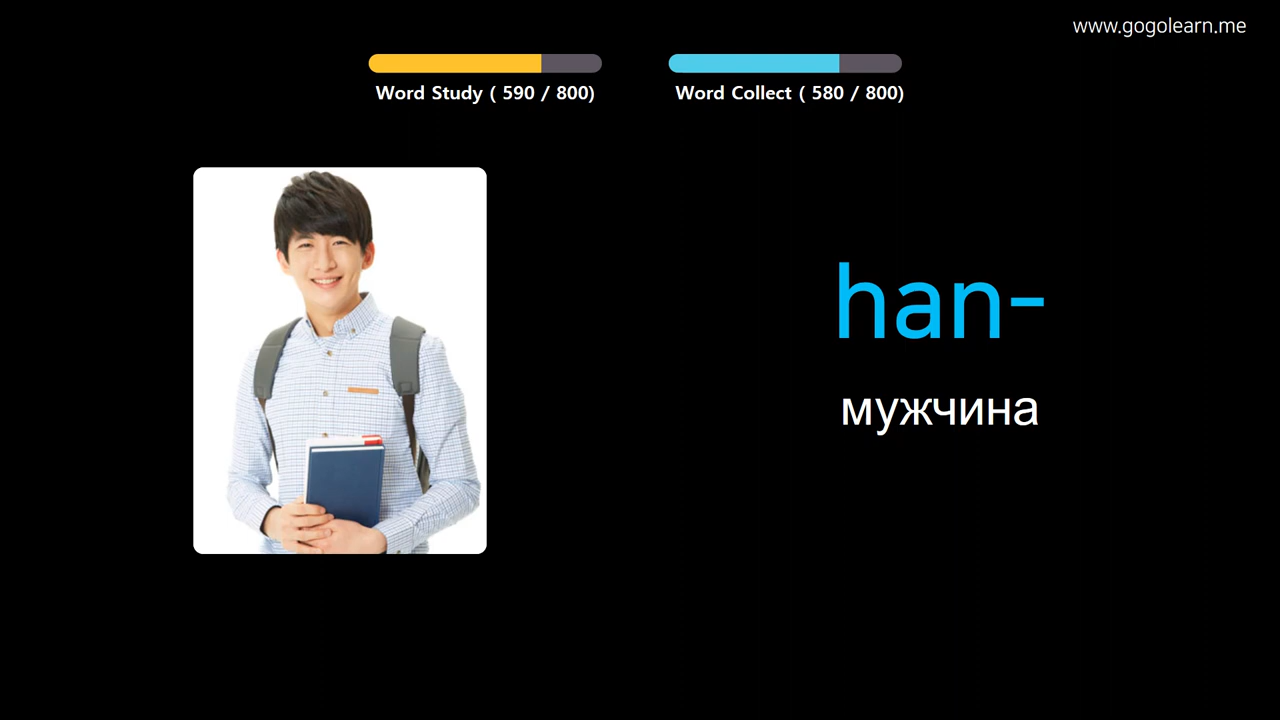 www.gogolearn.me
Word Study ( 590 / 800)
Word Collect ( 580 / 800)
han-
мужчина